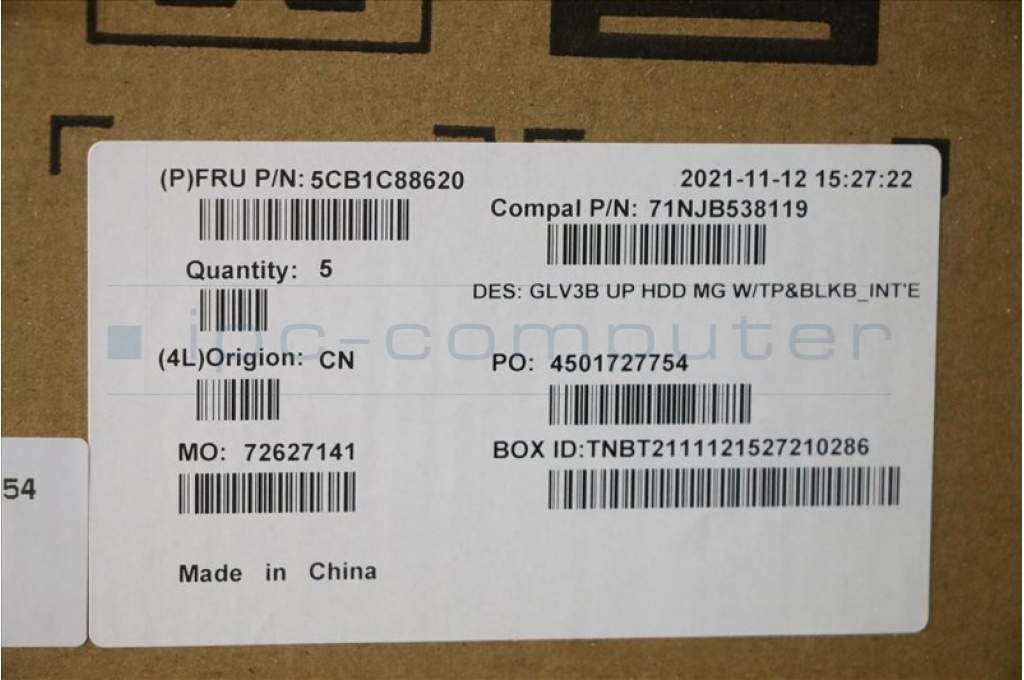 (P)FRU P/N: 5CB1C88620
2021-11-12 15:27:22
Compal P/N: 71NJB538119
Quantity: 5
DES: GLV3B UP HDD MG W/TP&BLKB_INT'E
ipc-computer
(4L)Origion: CN
PO: 4501727754
MO: 72627141
BOX ID:TNBT2111121527210286
54
Made in China